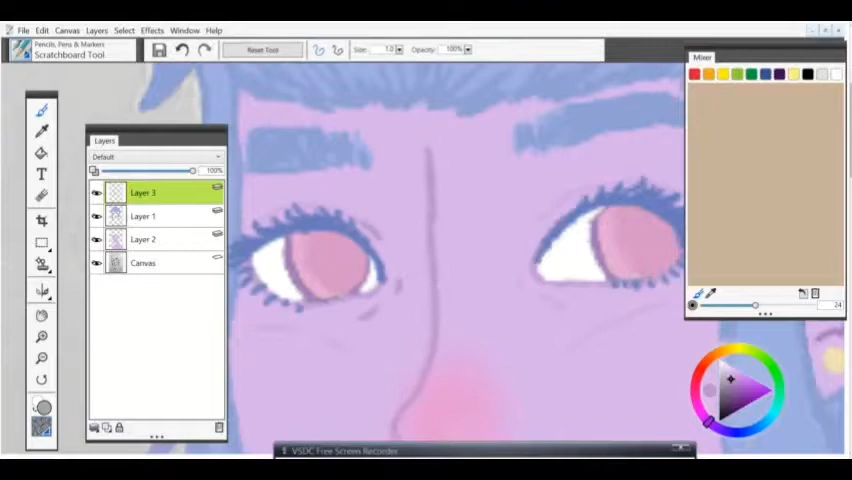 File Edit Canvas Layers Select Effects Window Help
Pencils, Pens & Markers
Scratchboard Tool
Reset Tool
Size: 1.0
Opacity: 100%
Mixer
Layers
Default
100%
Layer 3
Layer 1
Layer 2
Canvas
24
VSDC Free Screen Recorder